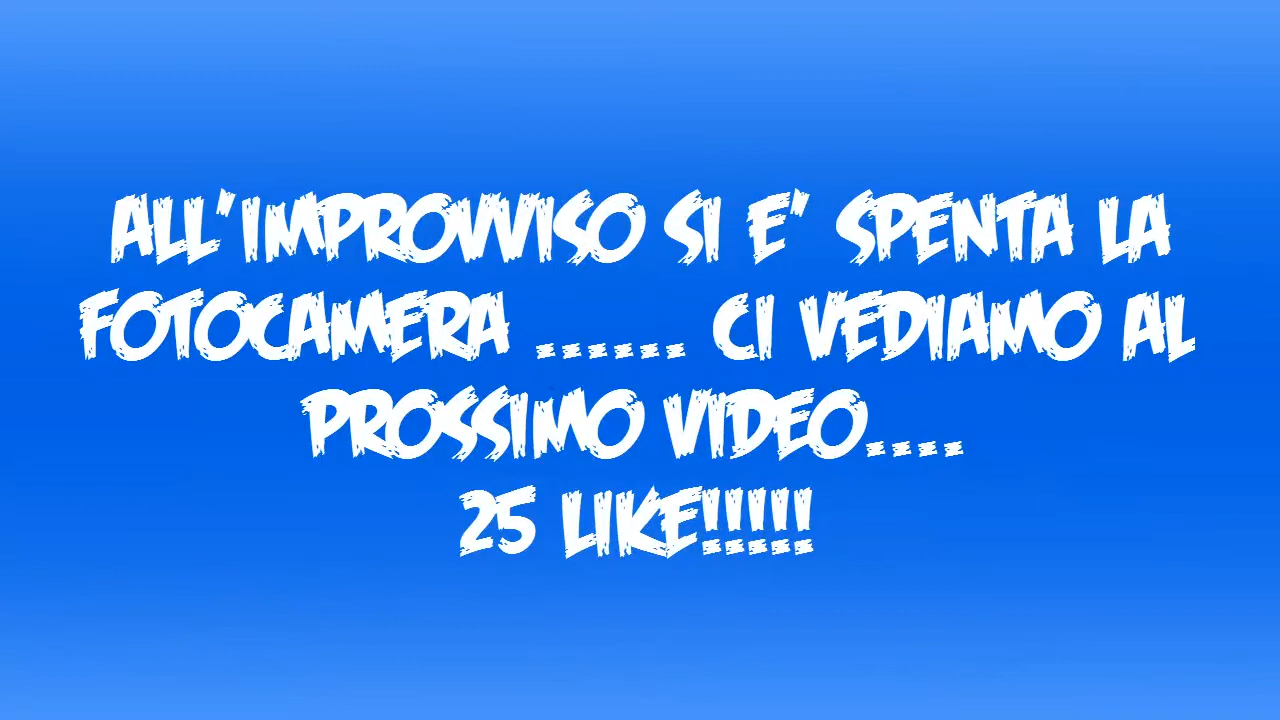 ALL'IMPROVVISO SI E' SPENTA LA
FOTOCAMERA ...... CI VEDIAMO AL
PROSSIMO VIDEO....
25 LIKE!!!!!